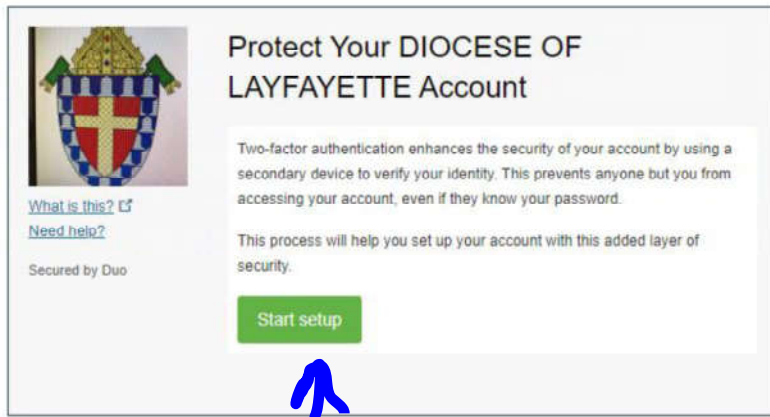 Protect Your DIOCESE OF
LAYFAYETTE Account
Two-factor authentication enhances the security of your account by using a
secondary device to verify your identity. This prevents anyone but you from
accessing your account, even if they know your password.
This process will help you set up your account with this added layer of
security.
Start setup
What is this?
Need help?
Secured by Duo